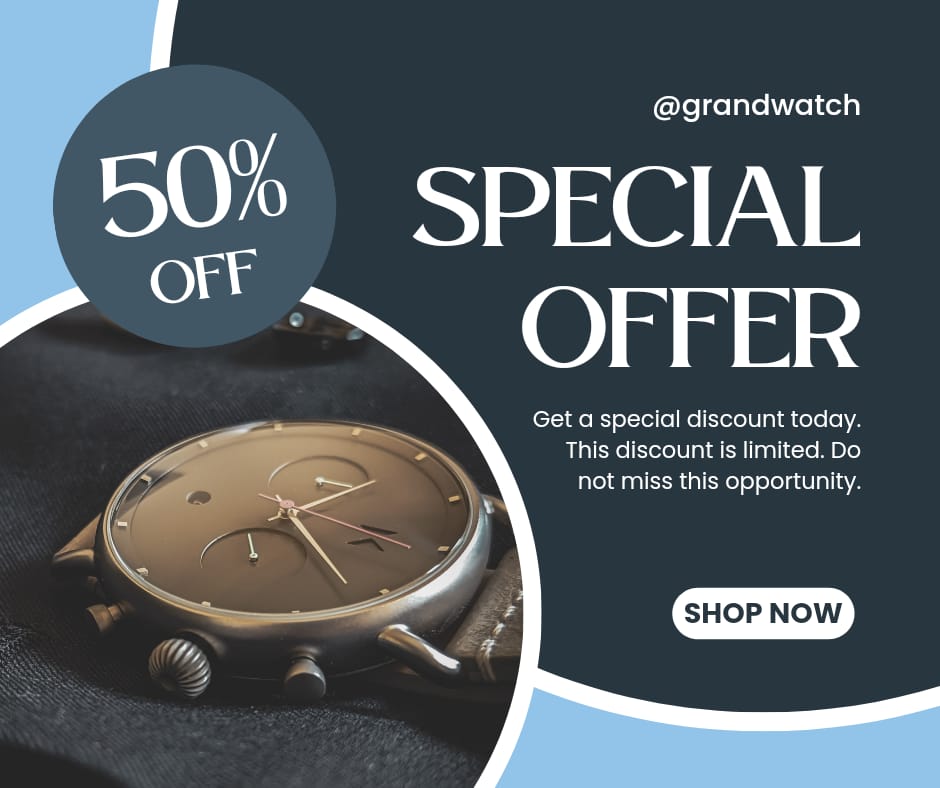 50%
OFF
@grandwatch
SPECIAL
OFFER
Get a special discount today.
This discount is limited. Do
not miss this opportunity.
SHOP NOW